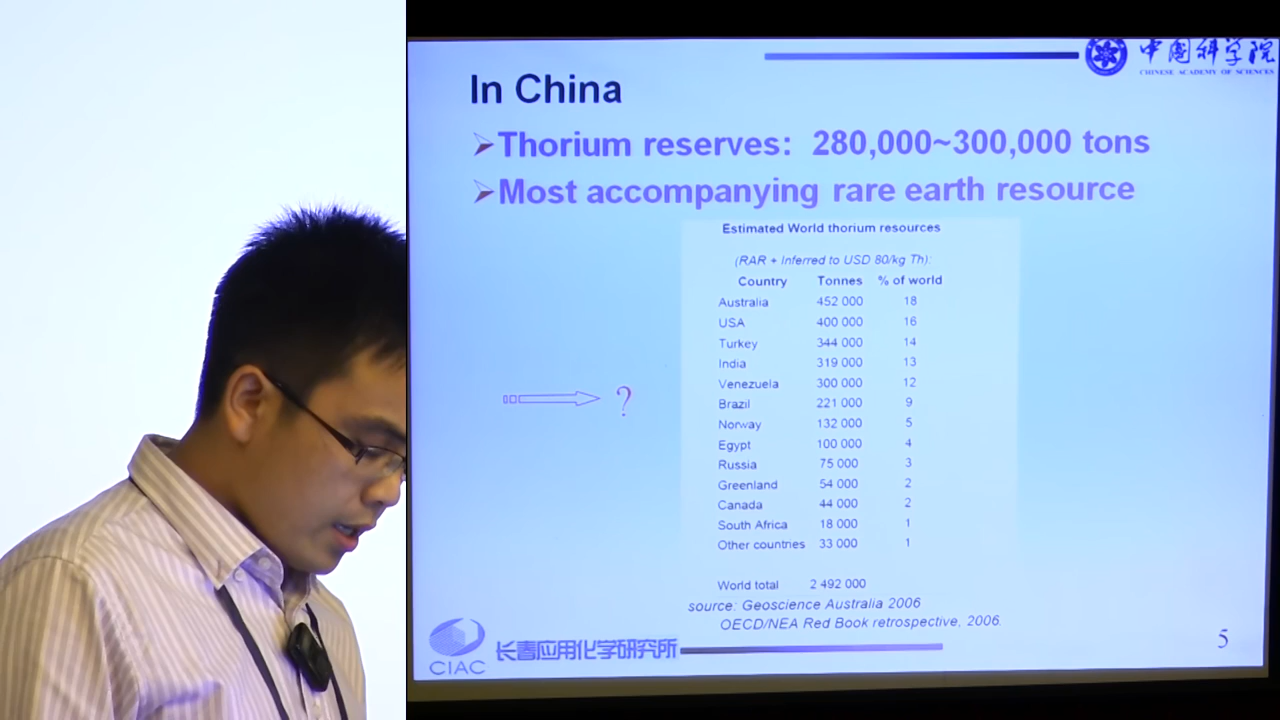 中国科学院
CHINESE ACADEMY OF SCIENCES
In China
Thorium reserves: 280,000~300,000 tons
Most accompanying rare earth resource
Estimated World thorium resources
(RAR + Inferred to USD 80/kg Th):
Country Tonnes % of world
Australia 452 000 18
USA 400 000 16
Turkey 344 000 14
India 319 000 13
Venezuela 300 000 12
?
Brazil 221 000 9
Norway 132 000 5
Egypt 100 000 4
Russia 75 000 3
Greenland 54 000 2
Canada 44 000 2
South Africa 18 000 1
Other countries 33 000 1
World total 2 492 000
source: Geoscience Australia 2006
OECD/NEA Red Book retrospective, 2006.
CIAC 长春应用化学研究所
5